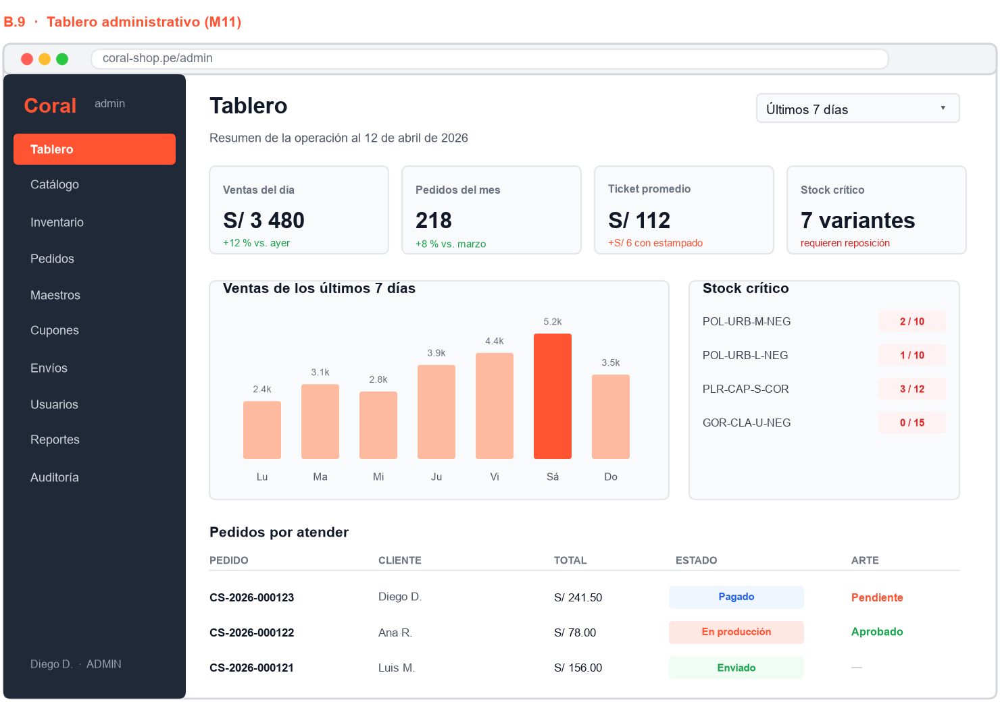 B.9 · Tablero administrativo (M11)
coral-shop.pe/admin
Coral admin
Tablero
Catálogo
Inventario
Pedidos
Maestros
Cupones
Envíos
Usuarios
Reportes
Auditoría
Diego D. · ADMIN
Tablero
Últimos 7 días ▼
Resumen de la operación al 12 de abril de 2026
Ventas del día
S/ 3 480
+12 % vs. ayer
Pedidos del mes
218
+8 % vs. marzo
Ticket promedio
S/ 112
+S/ 6 con estampado
Stock crítico
7 variantes
requieren reposición
Ventas de los últimos 7 días
2.4k 3.1k 2.8k 3.9k 4.4k 5.2k 3.5k
Lu Ma Mi Ju Vi Sá Do
Stock crítico
POL-URB-M-NEG 2 / 10
POL-URB-L-NEG 1 / 10
PLR-CAP-S-COR 3 / 12
GOR-CLA-U-NEG 0 / 15
Pedidos por atender
PEDIDO CLIENTE TOTAL ESTADO ARTE
CS-2026-000123 Diego D. S/ 241.50 Pagado Pendiente
CS-2026-000122 Ana R. S/ 78.00 En producción Aprobado
CS-2026-000121 Luis M. S/ 156.00 Enviado —